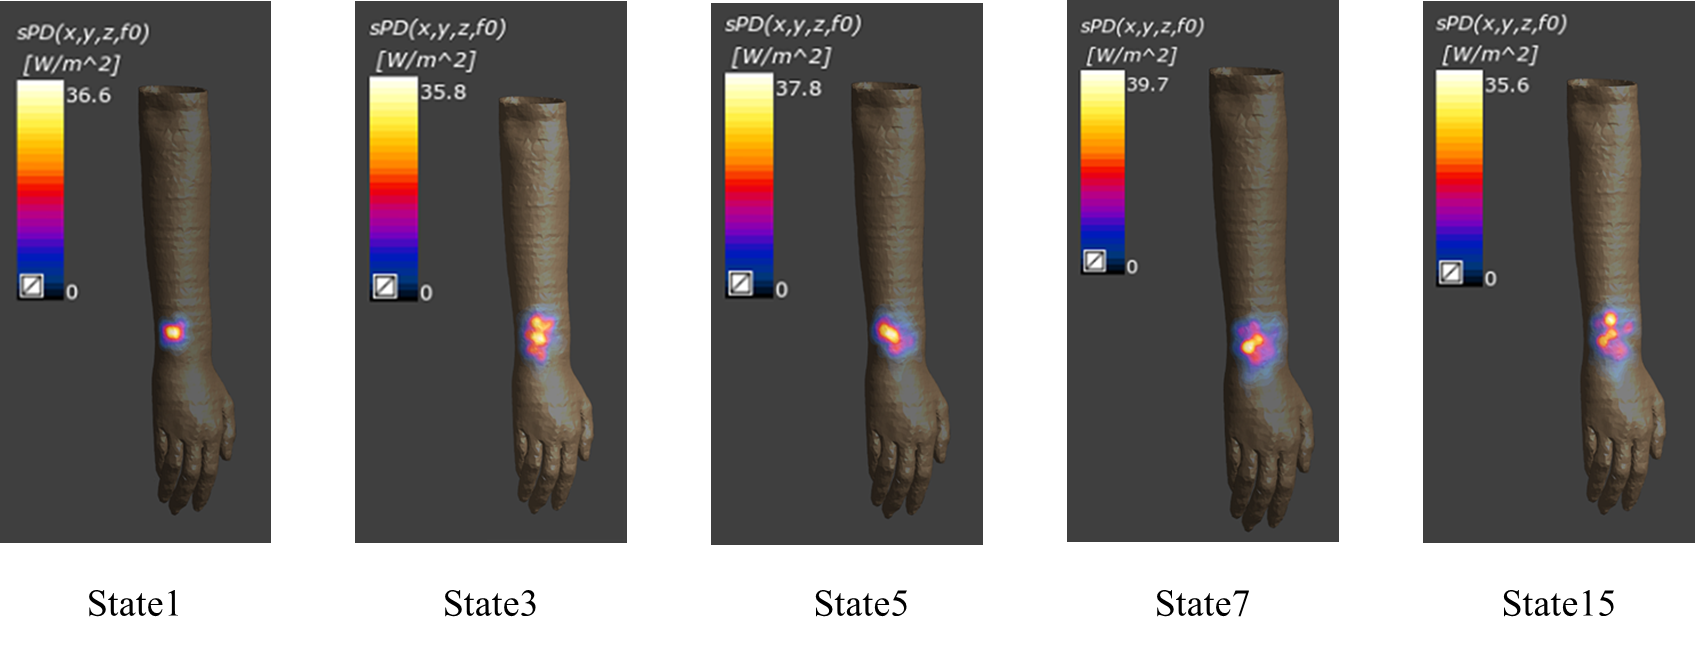 sPD(x,y,z,f0)
[W/m^2]
36.6
0
State1
sPD(x,y,z,f0)
[W/m^2]
35.8
0
State3
sPD(x,y,z,f0)
[W/m^2]
37.8
0
State5
sPD(x,y,z,f0)
[W/m^2]
39.7
0
State7
sPD(x,y,z,f0)
[W/m^2]
35.6
0
State15